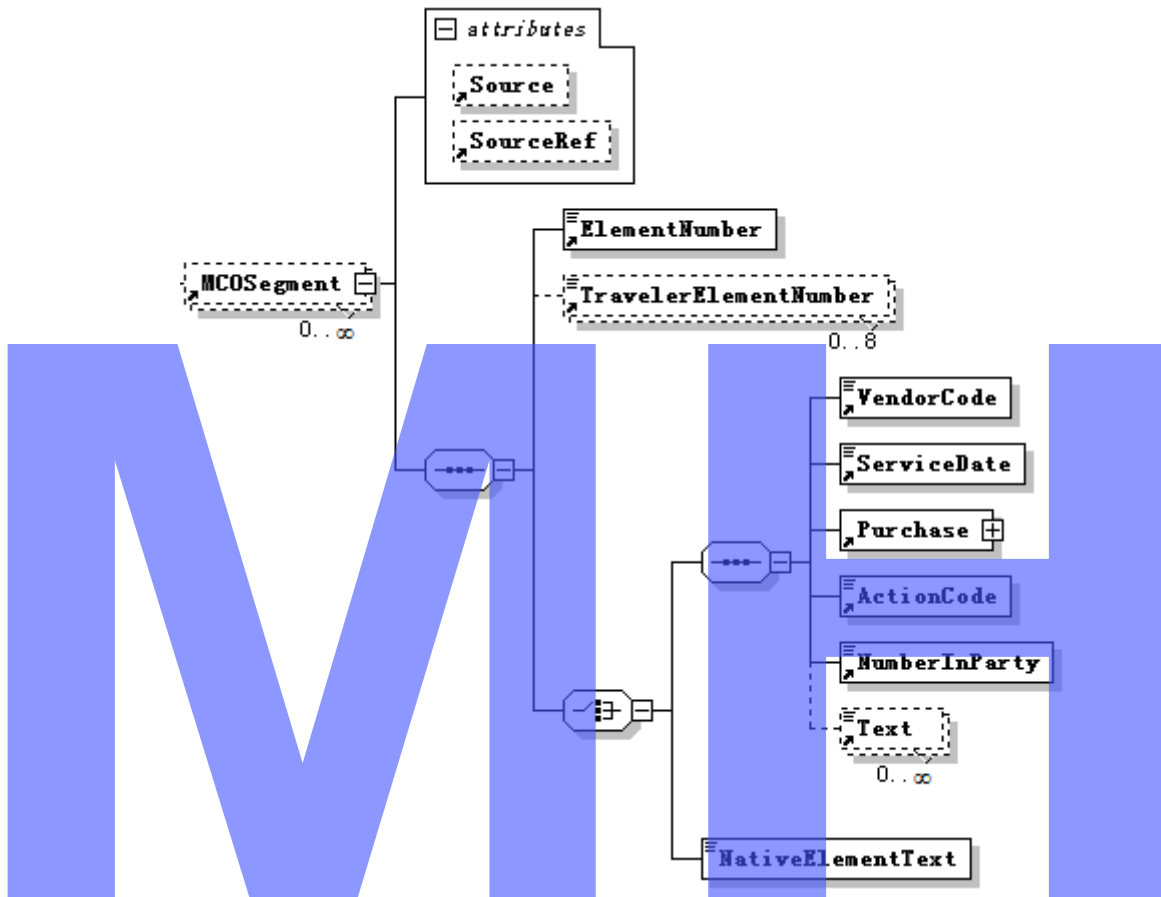 attributes
Source
SourceRef
ElementNumber
MCOSegment
TravelerElementNumber
0..∞
0..8
VendorCode
ServiceDate
Purchase
ActionCode
NumberInParty
Text
0..∞
NativeElementText
MH